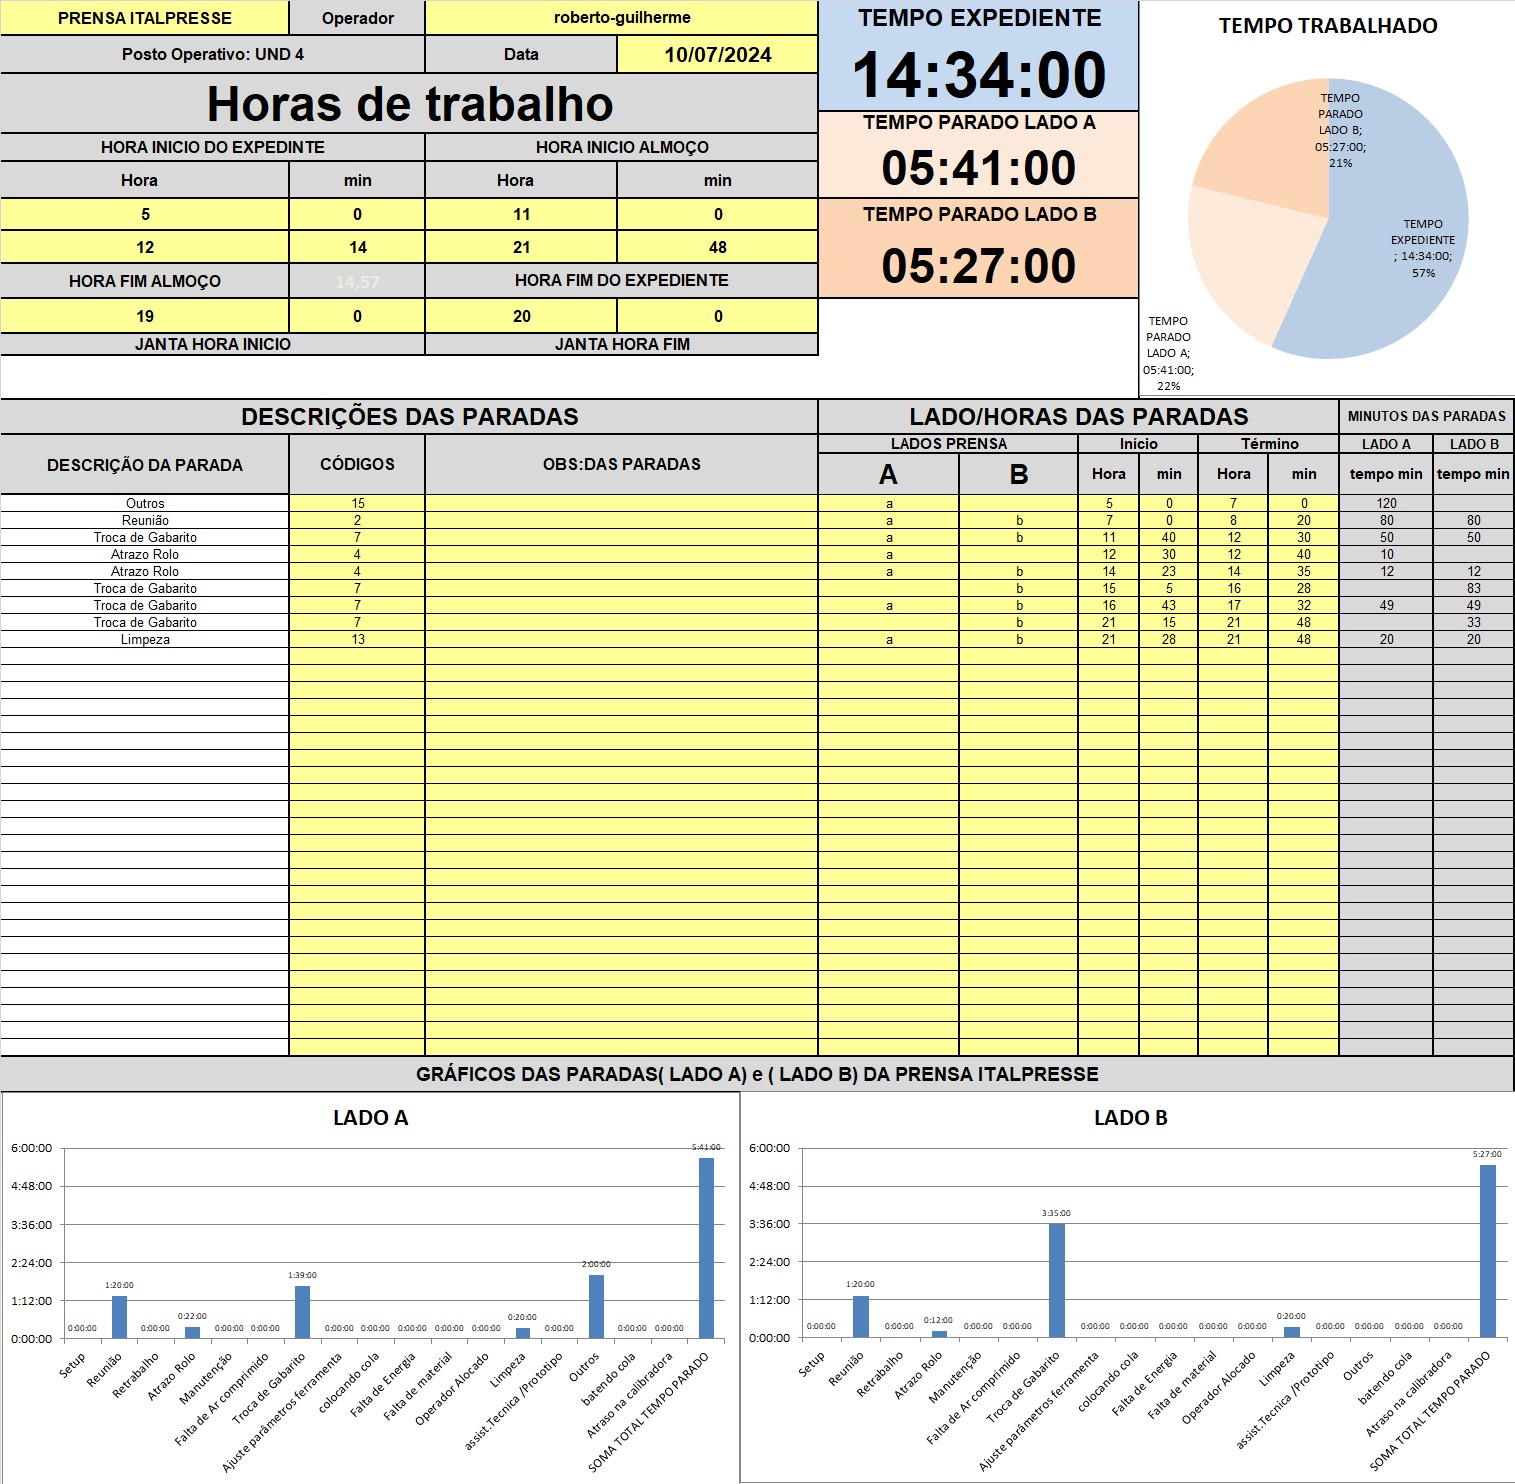 PRENSA ITALPRESSE Operador roberto-guilherme
Posto Operativo: UND 4 Data 10/07/2024
Horas de trabalho
HORA INICIO DO EXPEDINTE HORA INICIO ALMOÇO
Hora min Hora min
5 0 11 0
12 14 21 48
HORA FIM ALMOÇO 14,57 HORA FIM DO EXPEDIENTE
19 0 20 0
JANTA HORA INICIO JANTA HORA FIM
TEMPO EXPEDIENTE
14:34:00
TEMPO PARADO LADO A
05:41:00
TEMPO PARADO LADO B
05:27:00
TEMPO TRABALHADO
TEMPO
PARADO
LADO B;
05:27:00;
21%
TEMPO
EXPEDIENTE
; 14:34:00;
57%
TEMPO
PARADO
LADO A;
05:41:00;
22%
DESCRIÇÕES DAS PARADAS LADO/HORAS DAS PARADAS MINUTOS DAS PARADAS
DESCRIÇÃO DA PARADA CÓDIGOS OBS:DAS PARADAS LADOS PRENSA Início Término LADO A LADO B
A B Hora min Hora min tempo min tempo min
Outros 15 a 5 0 7 0 120
Reunião 2 a b 7 0 8 20 80 80
Troca de Gabarito 7 a b 11 40 12 30 50 50
Atrazo Rolo 4 a 12 30 12 40 10
Atrazo Rolo 4 a b 14 23 14 35 12 12
Troca de Gabarito 7 b 15 5 16 28 83
Troca de Gabarito 7 a b 16 43 17 32 49 49
Troca de Gabarito 7 b 21 15 21 48 33
Limpeza 13 a b 21 28 21 48 20 20
GRÁFICOS DAS PARADAS( LADO A) e ( LADO B) DA PRENSA ITALPRESSE
LADO A
6:00:00
4:48:00
3:36:00
2:24:00
1:12:00
0:00:00
0:00:00 1:20:00 0:00:00 0:22:00 0:00:00 0:00:00 1:39:00 0:00:00 0:00:00 0:00:00 0:00:00 0:00:00 0:20:00 0:00:00 2:00:00 0:00:00 0:00:00 5:41:00
Setup
Reunião
Retrabalho
Atrazo Rolo
Manutenção
Falta de Ar comprimido
Troca de Gabarito
Ajuste parâmetros ferramenta
colocando cola
Falta de Energia
Falta de material
Operador Alocado
Limpeza
assist.Tecnica /Prototipo
Outros
batendo cola
Atraso na calibradora
SOMA TOTAL TEMPO PARADO
LADO B
6:00:00
4:48:00
3:36:00
2:24:00
1:12:00
0:00:00
0:00:00 1:20:00 0:00:00 0:12:00 0:00:00 0:00:00 3:35:00 0:00:00 0:00:00 0:00:00 0:00:00 0:00:00 0:20:00 0:00:00 0:00:00 0:00:00 0:00:00 5:27:00
Setup
Reunião
Retrabalho
Atrazo Rolo
Manutenção
Falta de Ar comprimido
Troca de Gabarito
Ajuste parâmetros ferramenta
colocando cola
Falta de Energia
Falta de material
Operador Alocado
Limpeza
assist.Tecnica /Prototipo
Outros
batendo cola
Atraso na calibradora
SOMA TOTAL TEMPO PARADO